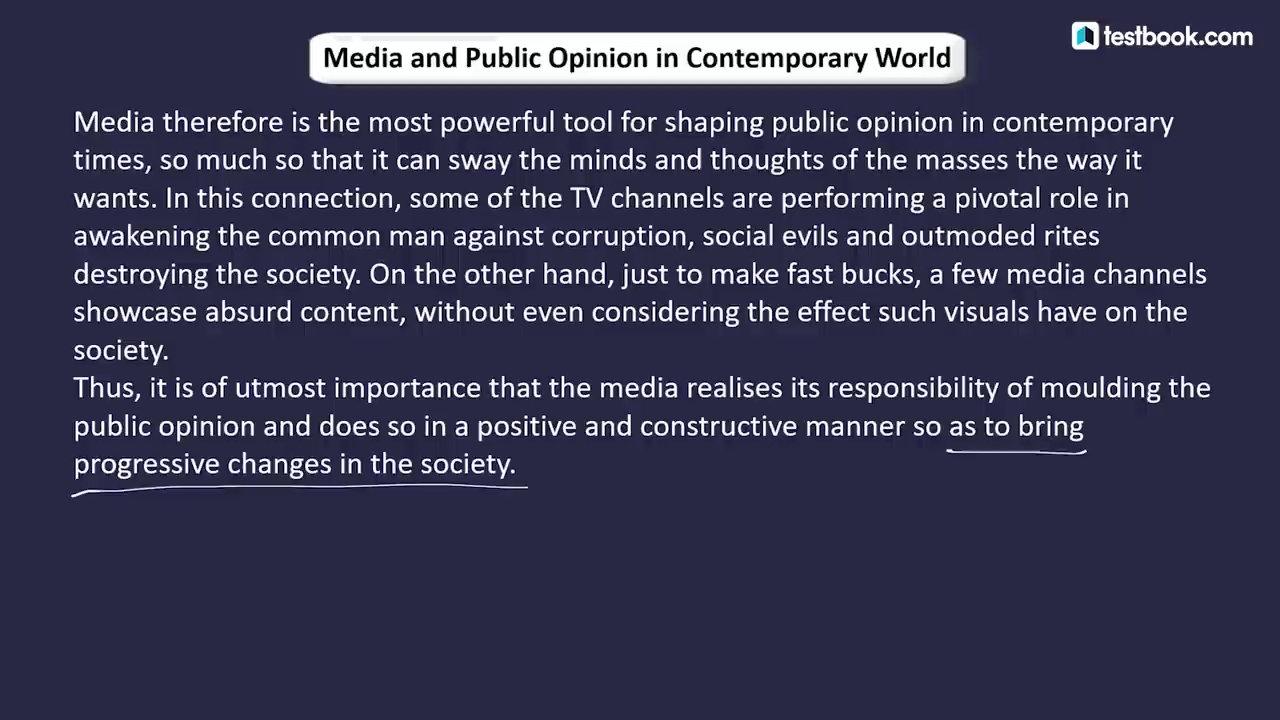 testbook.com
Media and Public Opinion in Contemporary World
Media therefore is the most powerful tool for shaping public opinion in contemporary
times, so much so that it can sway the minds and thoughts of the masses the way it
wants. In this connection, some of the TV channels are performing a pivotal role in
awakening the common man against corruption, social evils and outmoded rites
destroying the society. On the other hand, just to make fast bucks, a few media channels
showcase absurd content, without even considering the effect such visuals have on the
society.
Thus, it is of utmost importance that the media realises its responsibility of moulding the
public opinion and does so in a positive and constructive manner so as to bring
progressive changes in the society.